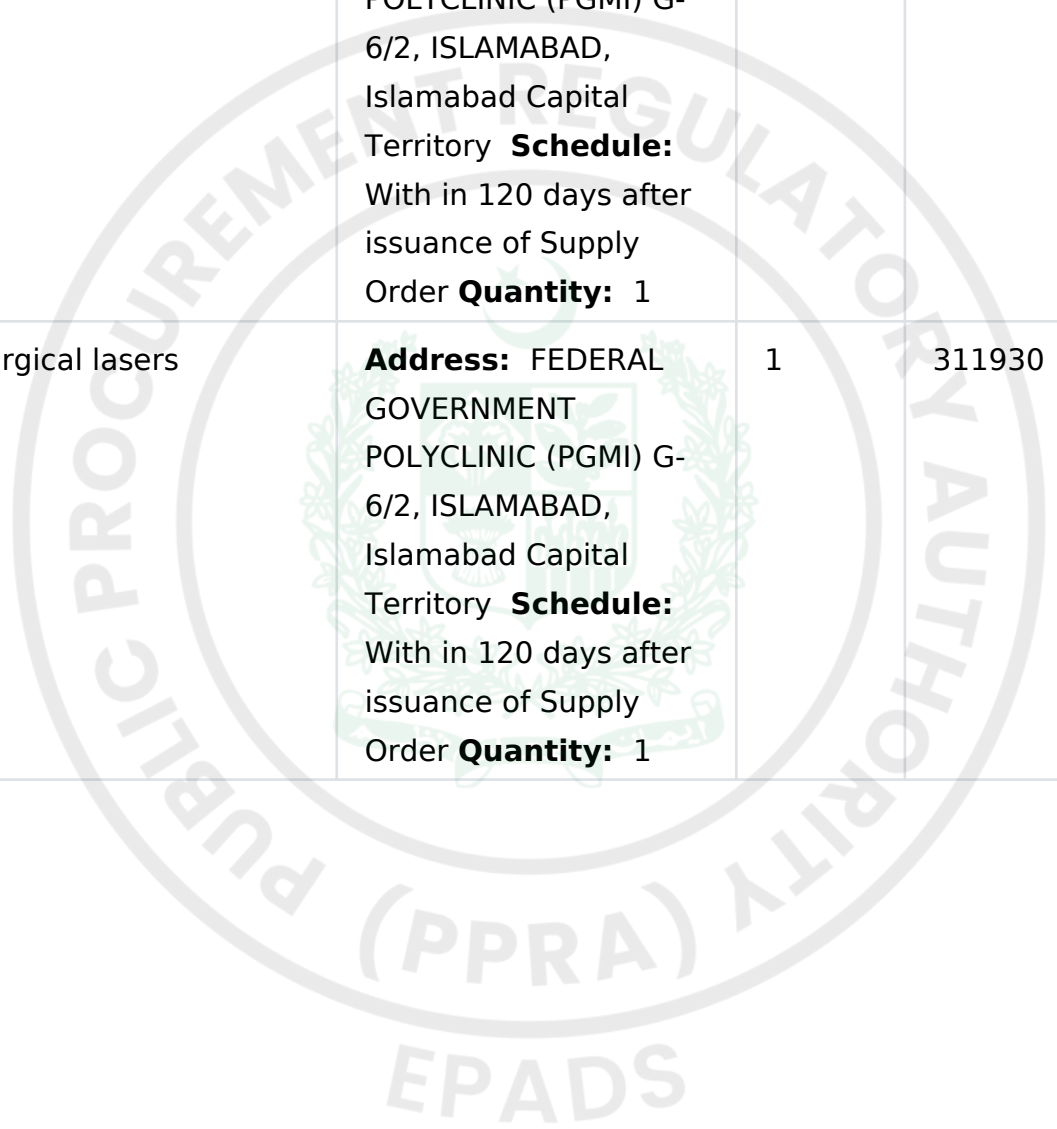 POLYCLINIC (PGMI) G-
6/2, ISLAMABAD,
Islamabad Capital
Territory Schedule:
With in 120 days after
issuance of Supply
Order Quantity: 1
rgical lasers
Address: FEDERAL
GOVERNMENT
POLYCLINIC (PGMI) G-
6/2, ISLAMABAD,
Islamabad Capital
Territory Schedule:
With in 120 days after
issuance of Supply
Order Quantity: 1
1
311930
PUBLIC PROCUREMENT REGULATORY AUTHORITY
(PPRA)
EPADS